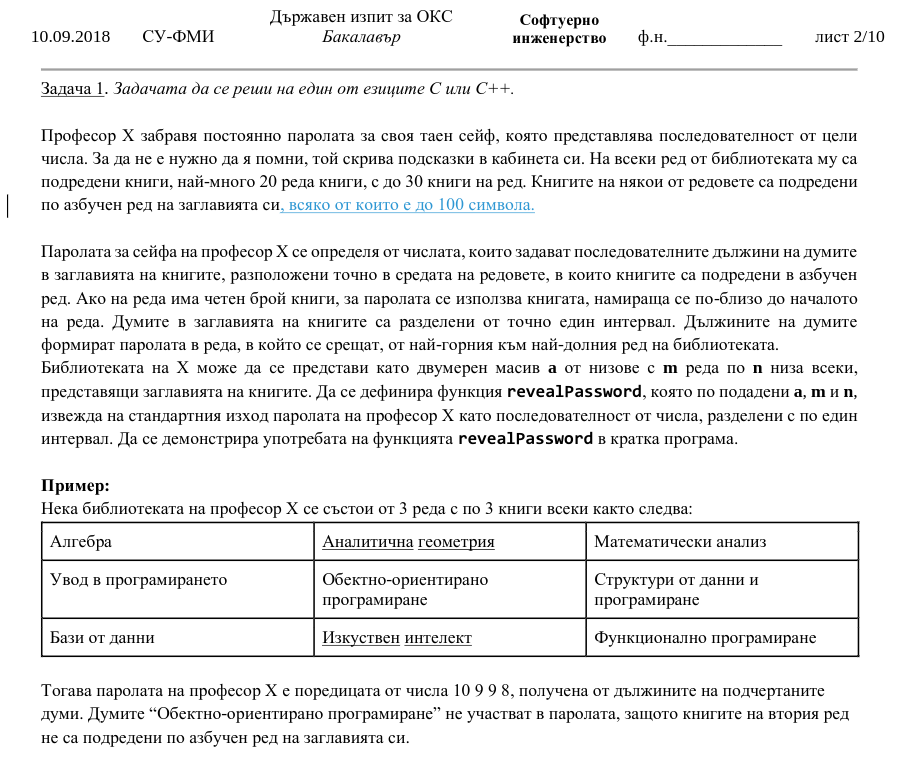 Държавен изпит за ОКС
Бакалавър
Софтуерно
инженерство
10.09.2018 СУ-ФМИ ф.н._____________ лист 2/10
Задача 1. Задачата да се реши на един от езиците C или C++.
Професор X забравя постоянно паролата за своя таен сейф, която представлява последователност от цели
числа. За да не е нужно да я помни, той скрива подсказки в кабинета си. На всеки ред от библиотеката му са
подредени книги, най-много 20 реда книги, с до 30 книги на ред. Книгите на някои от редовете са подредени
по азбучен ред на заглавията си, всяко от които е до 100 символа.
Паролата за сейфа на професор X се определя от числата, които задават последователните дължини на думите
в заглавията на книгите, разположени точно в средата на редовете, в които книгите са подредени в азбучен
ред. Ако на реда има четен брой книги, за паролата се използва книгата, намираща се по-близо до началото
на реда. Думите в заглавията на книгите са разделени от точно един интервал. Дължините на думите
формират паролата в реда, в който се срещат, от най-горния към най-долния ред на библиотеката.
Библиотеката на X може да се представи като двумерен масив a от низове с m реда по n низа всеки,
представящи заглавията на книгите. Да се дефинира функция revealPassword, която по подадени a, m и n,
извежда на стандартния изход паролата на професор X като последователност от числа, разделени с по един
интервал. Да се демонстрира употребата на функцията revealPassword в кратка програма.
Пример:
Нека библиотеката на професор X се състои от 3 реда с по 3 книги всеки както следва:
Алгебра Аналитична геометрия Математически анализ
Увод в програмирането Обектно-ориентирано програмиране Структури от данни и програмиране
Бази от данни Изкуствен интелект Функционално програмиране
Тогава паролата на професор X е поредицата от числа 10 9 9 8, получена от дължините на подчертаните
думи. Думите “Обектно-ориентирано програмиране” не участват в паролата, защото книгите на втория ред
не са подредени по азбучен ред на заглавията си.